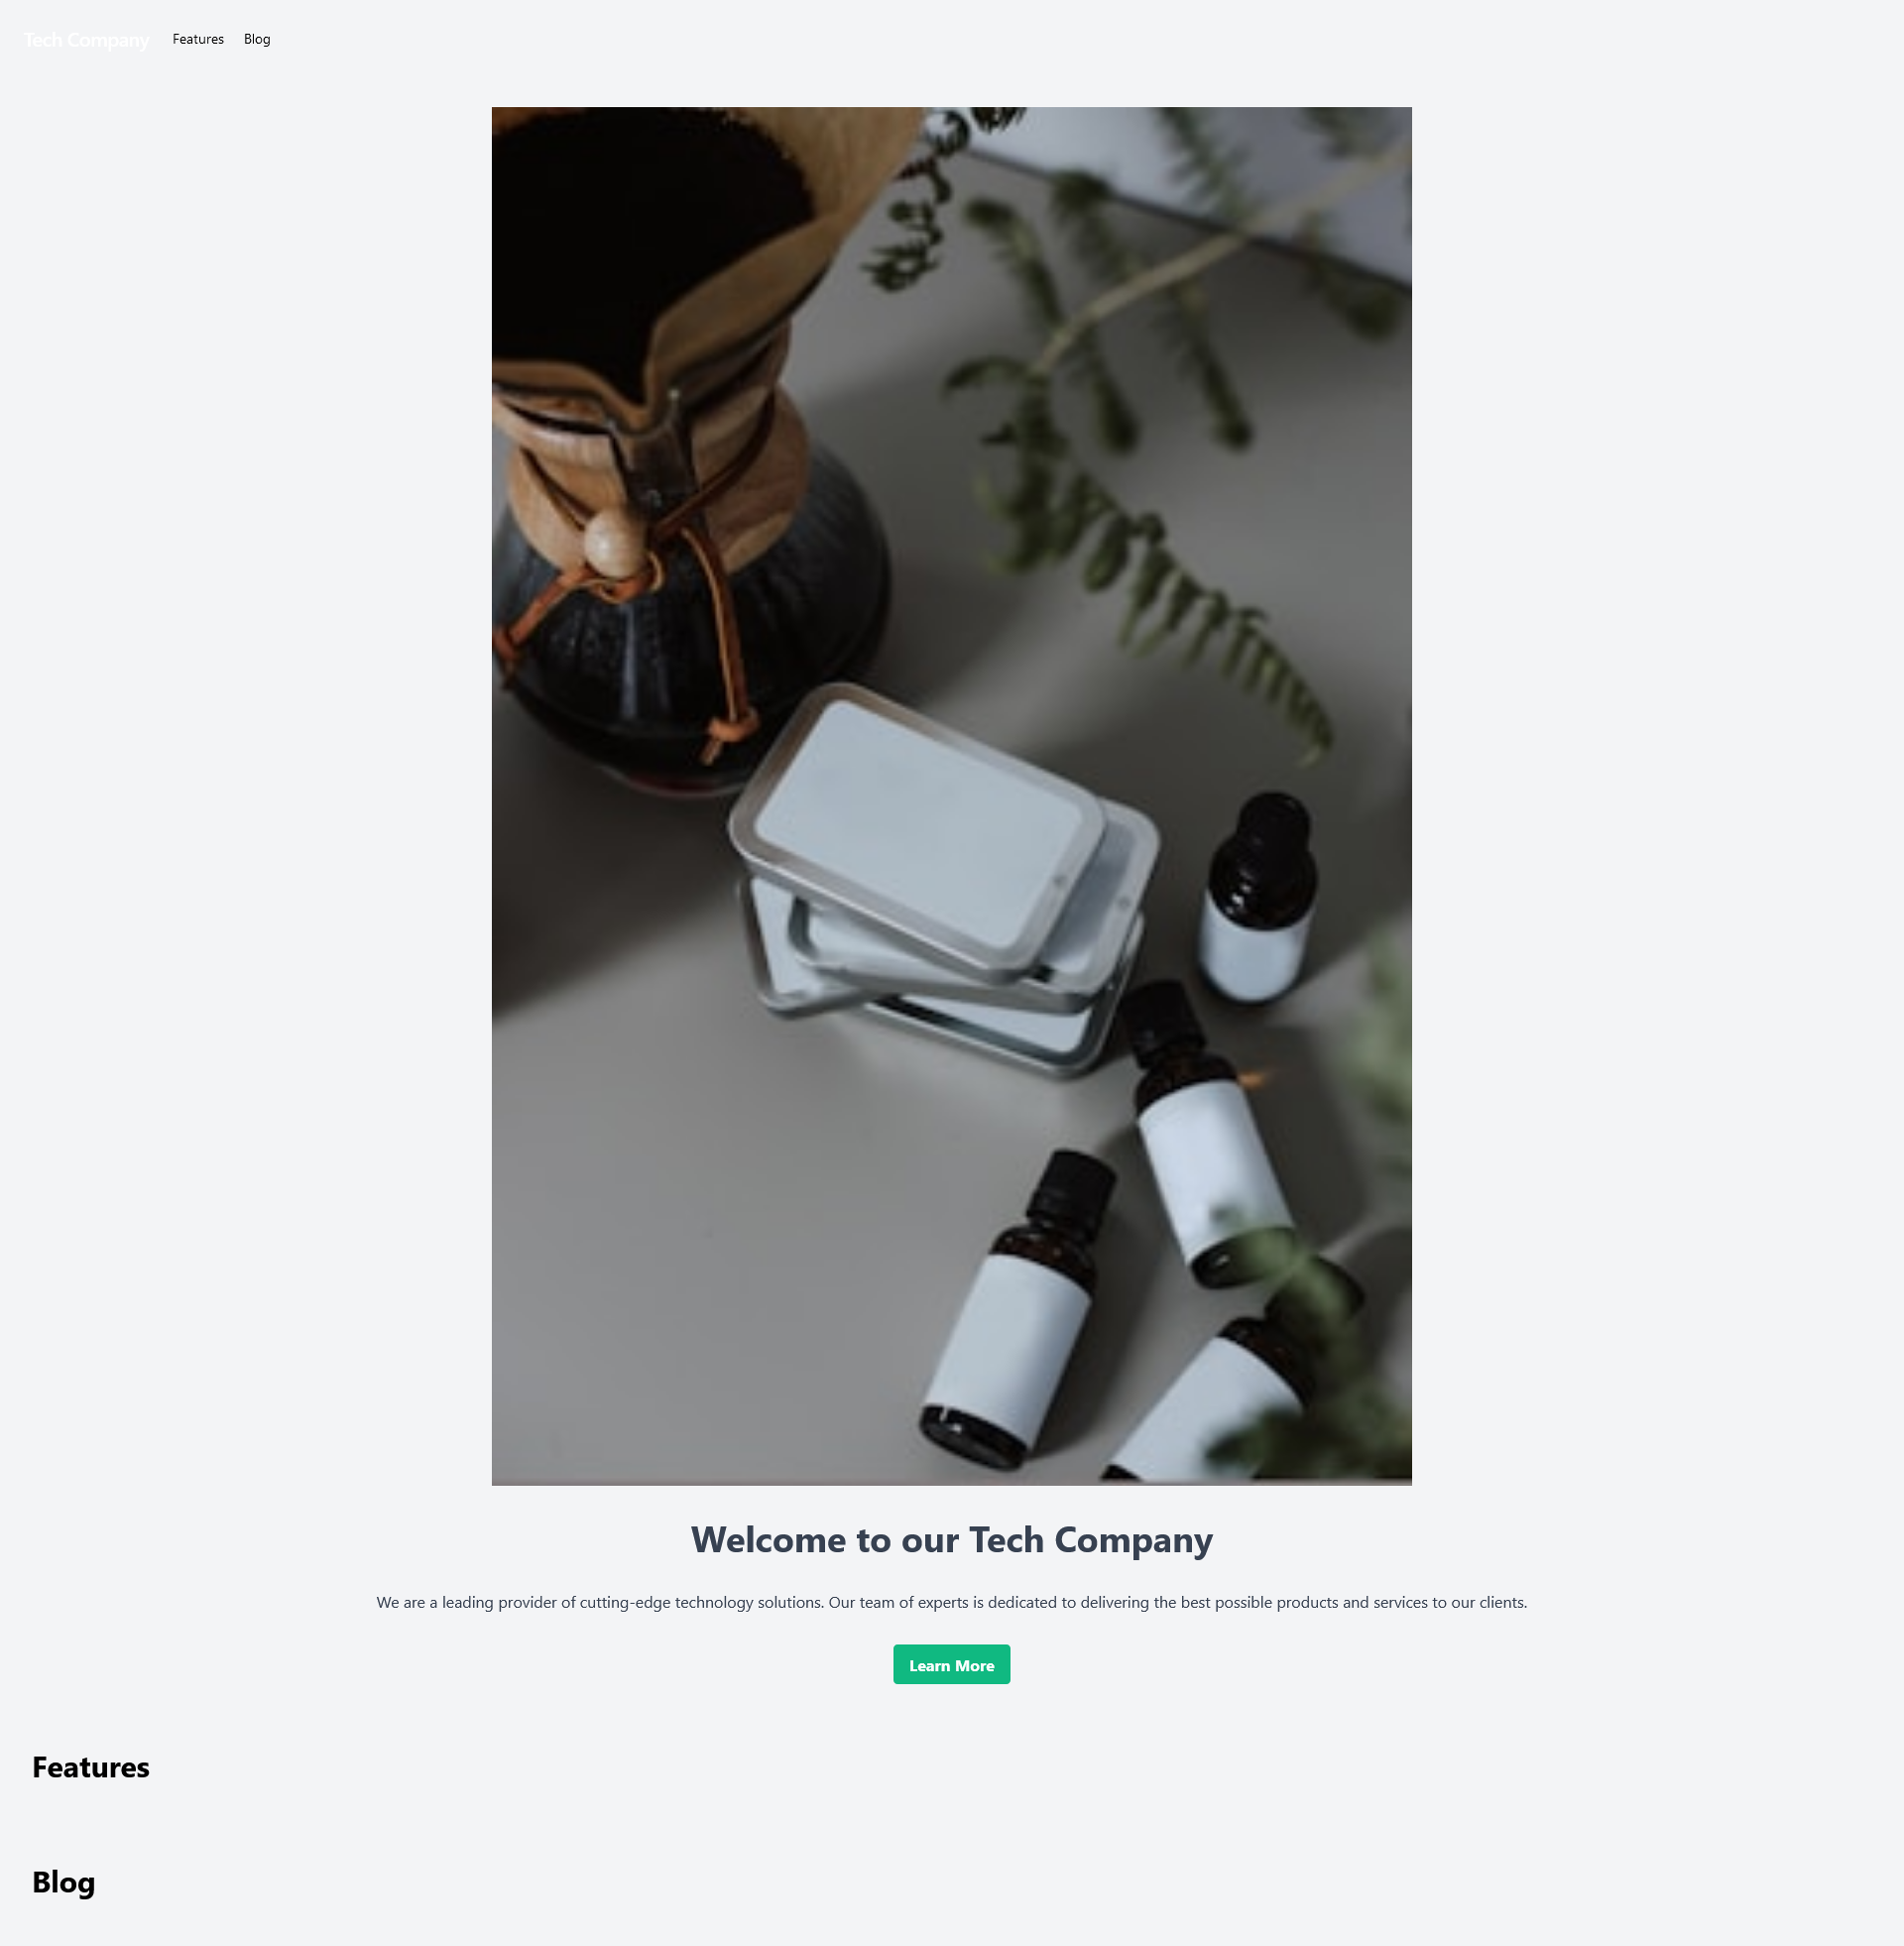 Tech Company Features Blog
Welcome to our Tech Company
We are a leading provider of cutting-edge technology solutions. Our team of experts is dedicated to delivering the best possible products and services to our clients.
Learn More
Features
Blog